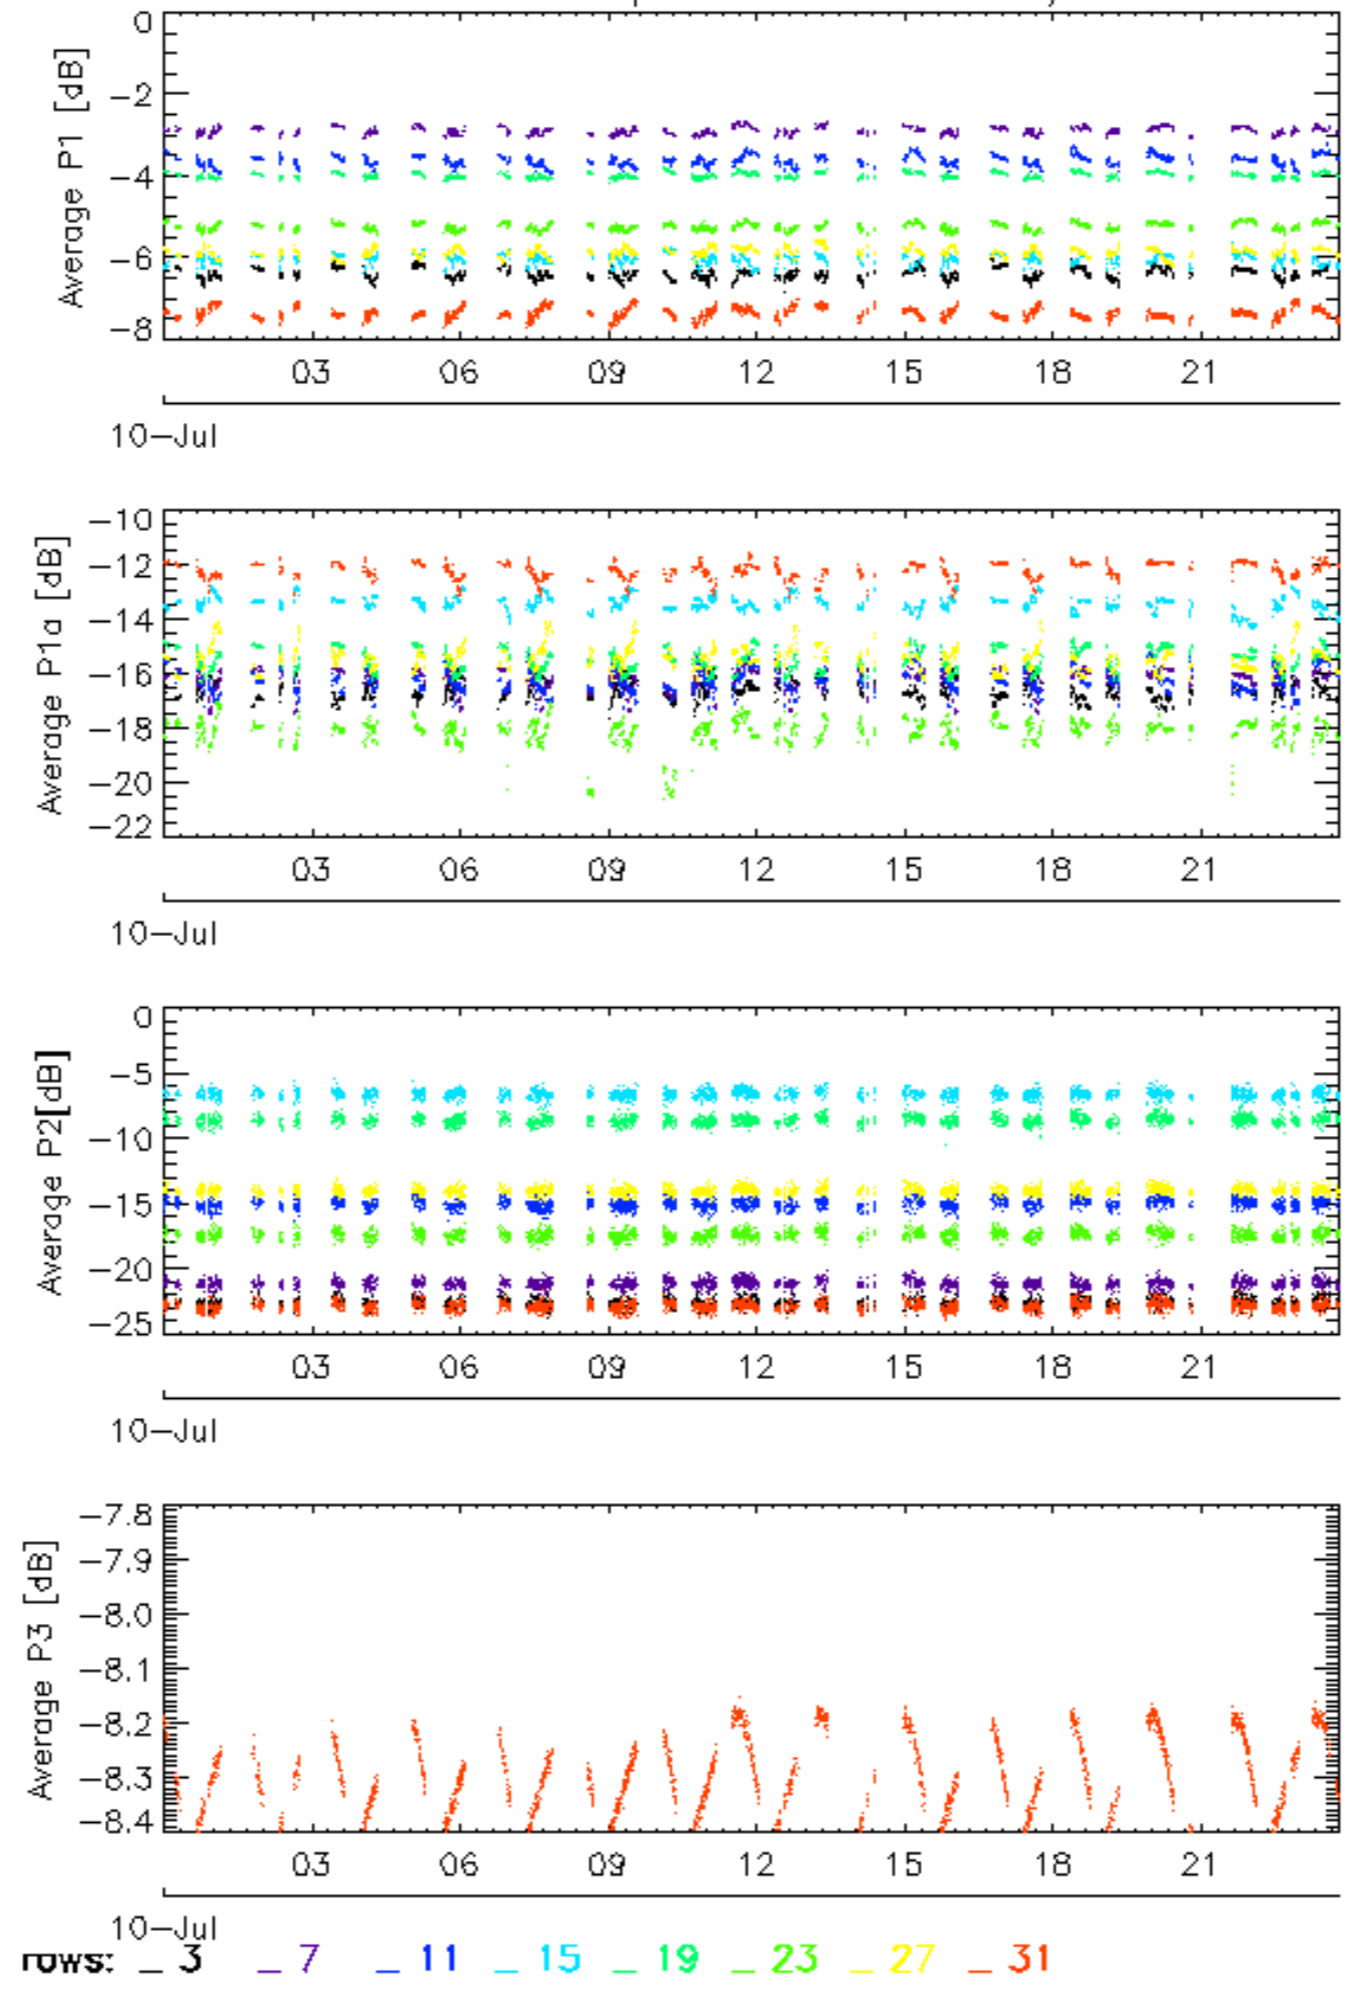 0
−2
−4
−6
−8
Average P1 [dB]
03 06 09 12 15 18 21
10−Jul
−10
−12
−14
−16
−18
−20
−22
Average P1a [dB]
03 06 09 12 15 18 21
10−Jul
0
−5
−10
−15
−20
−25
Average P2[dB]
03 06 09 12 15 18 21
10−Jul
−7.8
−7.9
−8.0
−8.1
−8.2
−8.3
−8.4
Average P3 [dB]
03 06 09 12 15 18 21
10−Jul
rows: _ 3 _ 7 _ 11 _ 15 _ 19 _ 23 _ 27 _ 31